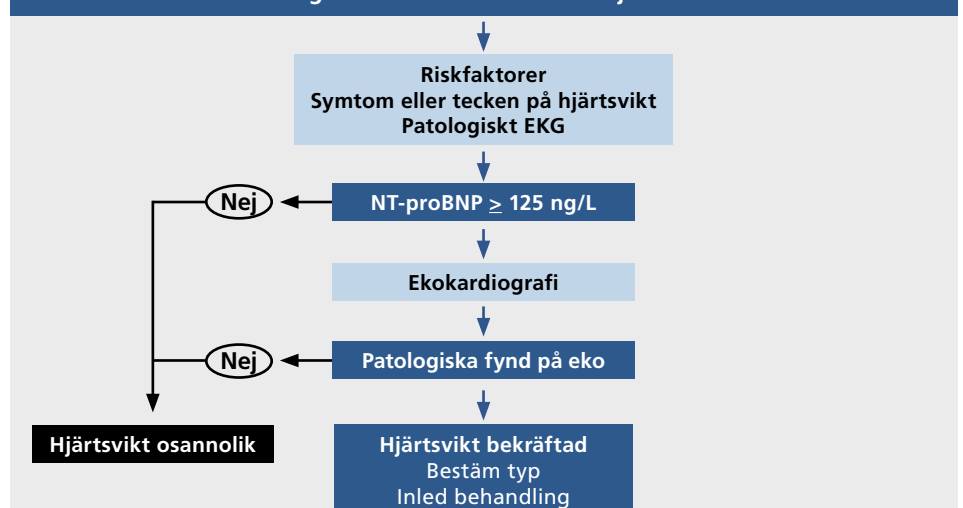 Riskfaktorer
Symtom eller tecken på hjärtsvikt
Patologiskt EKG
Nej
NT-proBNP ≥ 125 ng/L
Ekokardiografi
Nej
Patologiska fynd på eko
Hjärtsvikt osannolik
Hjärtsvikt bekräftad
Bestäm typ
Inled behandling